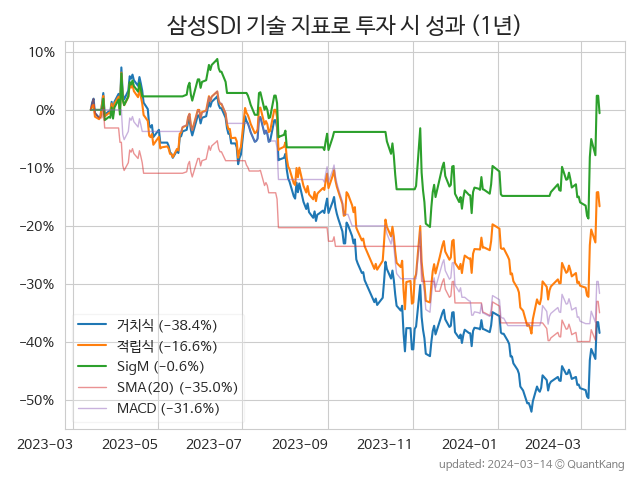 삼성SDI 기술 지표로 투자 시 성과 (1년)
10%
0%
−10%
−20%
−30%
−40%
−50%
거치식 (−38.4%)
적립식 (−16.6%)
SigM (−0.6%)
SMA(20) (−35.0%)
MACD (−31.6%)
2023-03 2023-05 2023-07 2023-09 2023-11 2024-01 2024-03
updated: 2024-03-14 © QuantKang